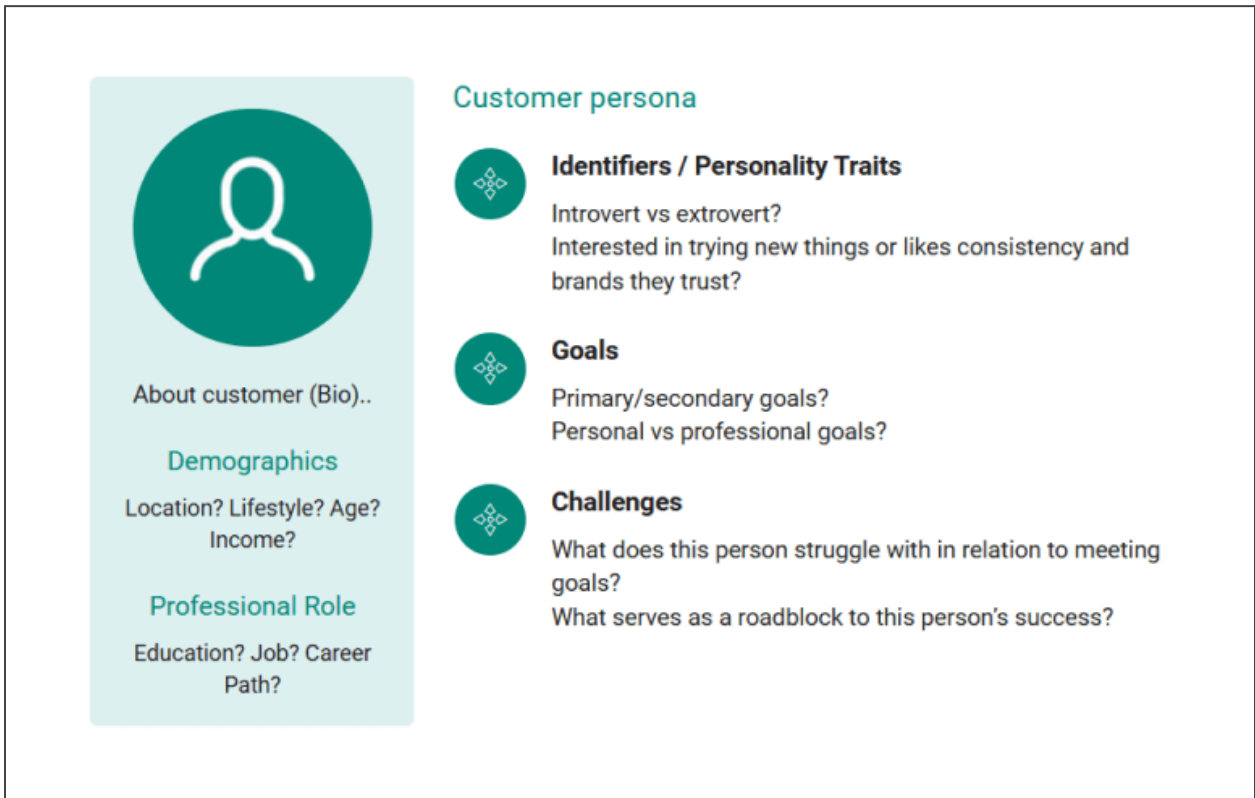 Customer persona
About customer (Bio)..
Demographics
Location? Lifestyle? Age?
Income?
Professional Role
Education? Job? Career
Path?
Identifiers / Personality Traits
Introvert vs extrovert?
Interested in trying new things or likes consistency and
brands they trust?
Goals
Primary/secondary goals?
Personal vs professional goals?
Challenges
What does this person struggle with in relation to meeting
goals?
What serves as a roadblock to this person’s success?